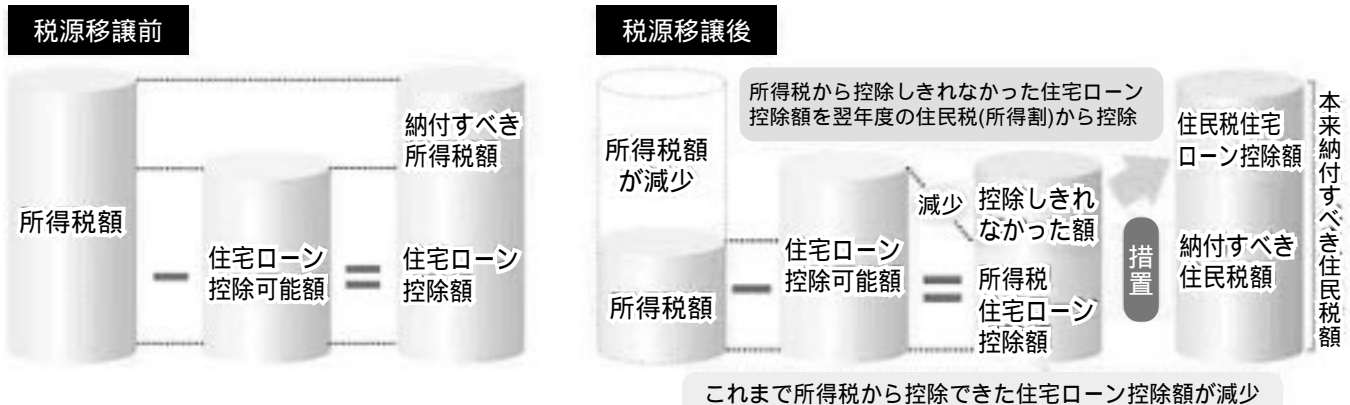 税源移譲前
所得税額
住宅ローン
控除可能額
納付すべき
所得税額
住宅ローン
控除額
税源移譲後
所得税から控除しきれなかった住宅ローン
控除額を翌年度の住民税(所得割)から控除
所得税額
が減少
所得税額
住宅ローン
控除可能額
減少
控除しきれ
なかった額
所得税
住宅ローン
控除額
措置
住民税住宅
ローン控除額
納付すべき
住民税額
本来納付すべき住民税額
これまで所得税から控除できた住宅ローン控除額が減少